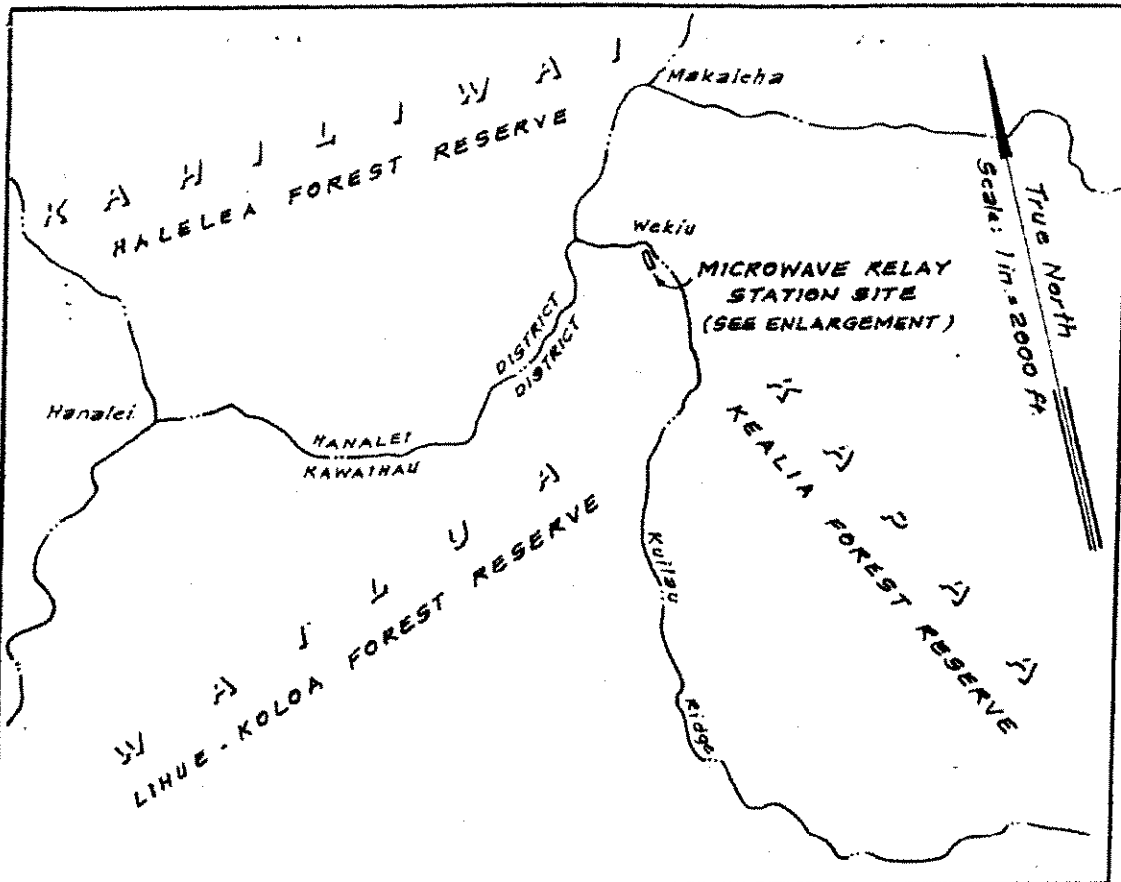 KAHILIWAI
HALELEA FOREST RESERVE
Makaleha
True North
Scale: 1 in. = 2000 ft.
Wekiu
MICROWAVE RELAY
STATION SITE
(SEE ENLARGEMENT)
DISTRICT
DISTRICT
Hanalei
HANALEI
KAWAIHAU
KAPAA
KEALIA FOREST RESERVE
WAILUA
LIHUE-KOLOA FOREST RESERVE
Kuilau
Ridge